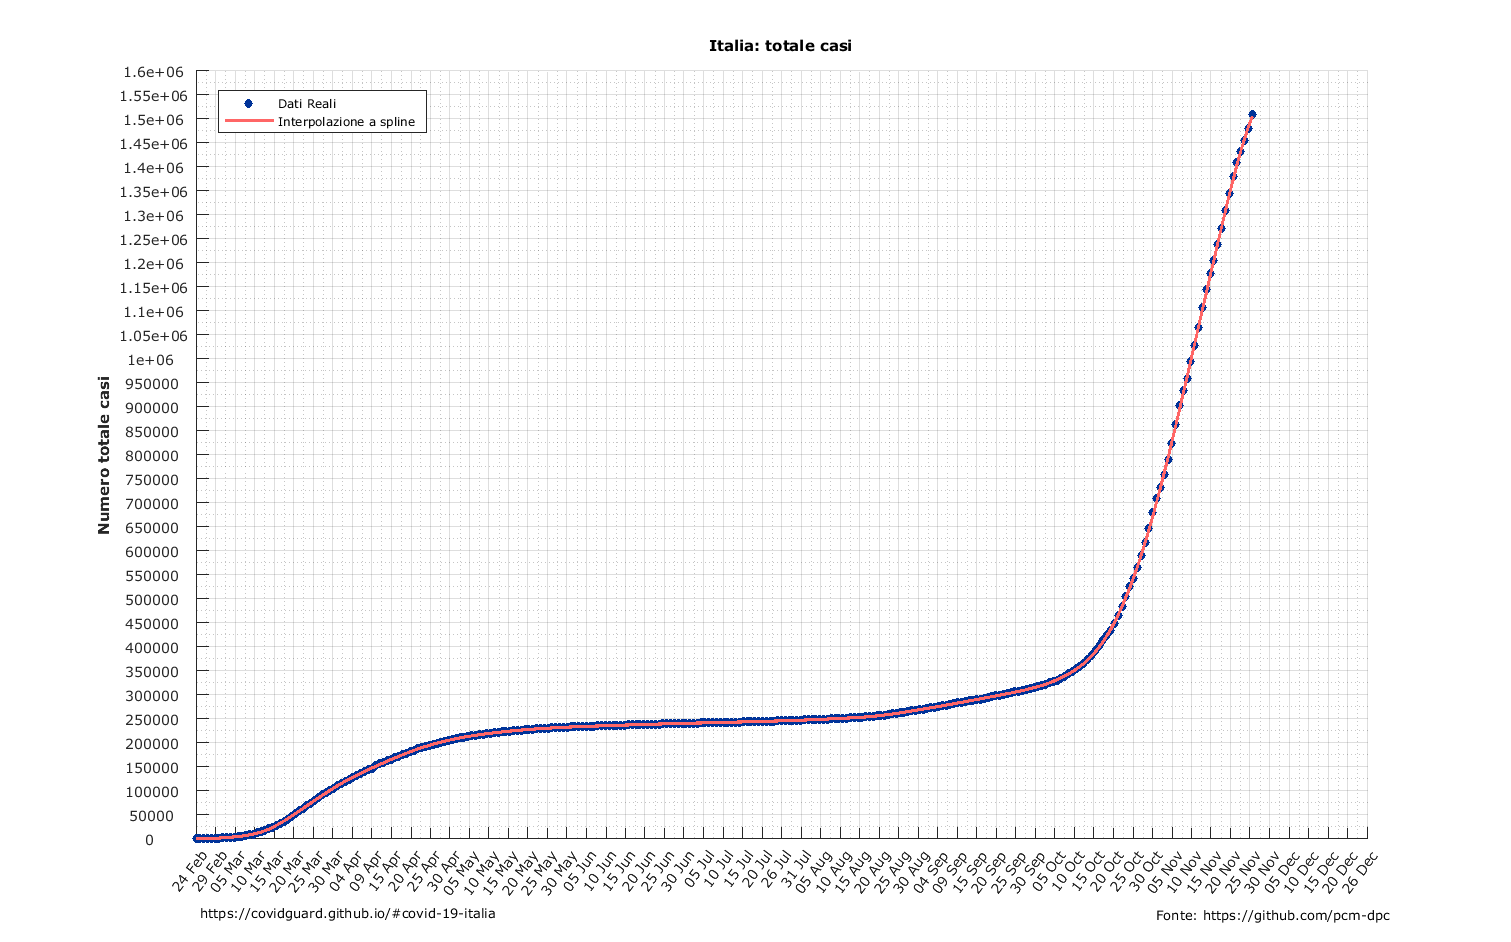 Italia: totale casi
Dati Reali
Interpolazione a spline
Numero totale casi
1.6e+06
1.55e+06
1.5e+06
1.45e+06
1.4e+06
1.35e+06
1.3e+06
1.25e+06
1.2e+06
1.15e+06
1.1e+06
1.05e+06
1e+06
950000
900000
850000
800000
750000
700000
650000
600000
550000
500000
450000
400000
350000
300000
250000
200000
150000
100000
50000
0
24 Feb
29 Feb
05 Mar
10 Mar
15 Mar
20 Mar
25 Mar
30 Mar
04 Apr
09 Apr
15 Apr
20 Apr
25 Apr
30 Apr
05 May
10 May
15 May
20 May
25 May
30 May
05 Jun
10 Jun
15 Jun
20 Jun
25 Jun
30 Jun
05 Jul
10 Jul
15 Jul
20 Jul
26 Jul
31 Jul
05 Aug
10 Aug
15 Aug
20 Aug
25 Aug
30 Aug
04 Sep
09 Sep
15 Sep
20 Sep
25 Sep
30 Sep
05 Oct
10 Oct
15 Oct
20 Oct
25 Oct
30 Oct
05 Nov
10 Nov
15 Nov
20 Nov
25 Nov
30 Nov
05 Dec
10 Dec
15 Dec
20 Dec
26 Dec
https://covidguard.github.io/#covid-19-italia
Fonte: https://github.com/pcm-dpc